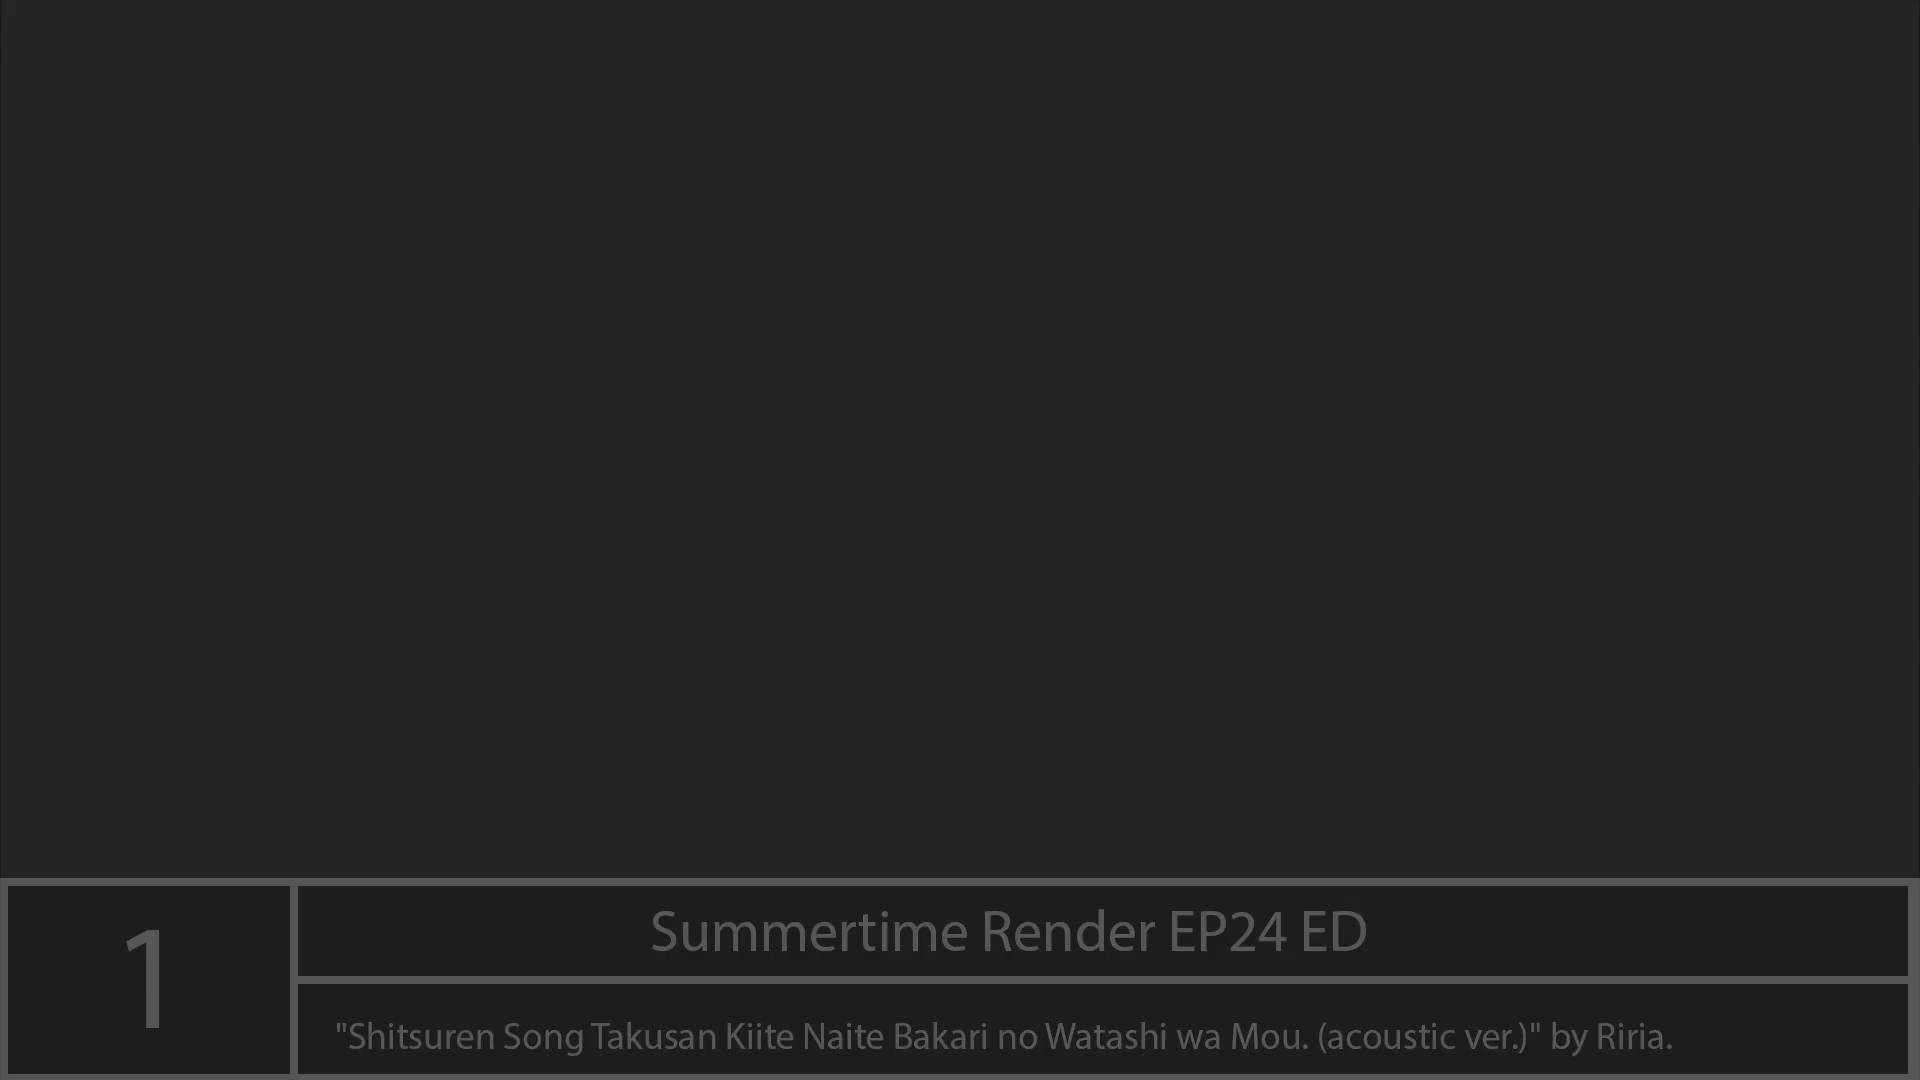 1
Summertime Render EP24 ED
"Shitsuren Song Takusan Kiite Naite Bakari no Watashi wa Mou. (acoustic ver.)" by Riria.